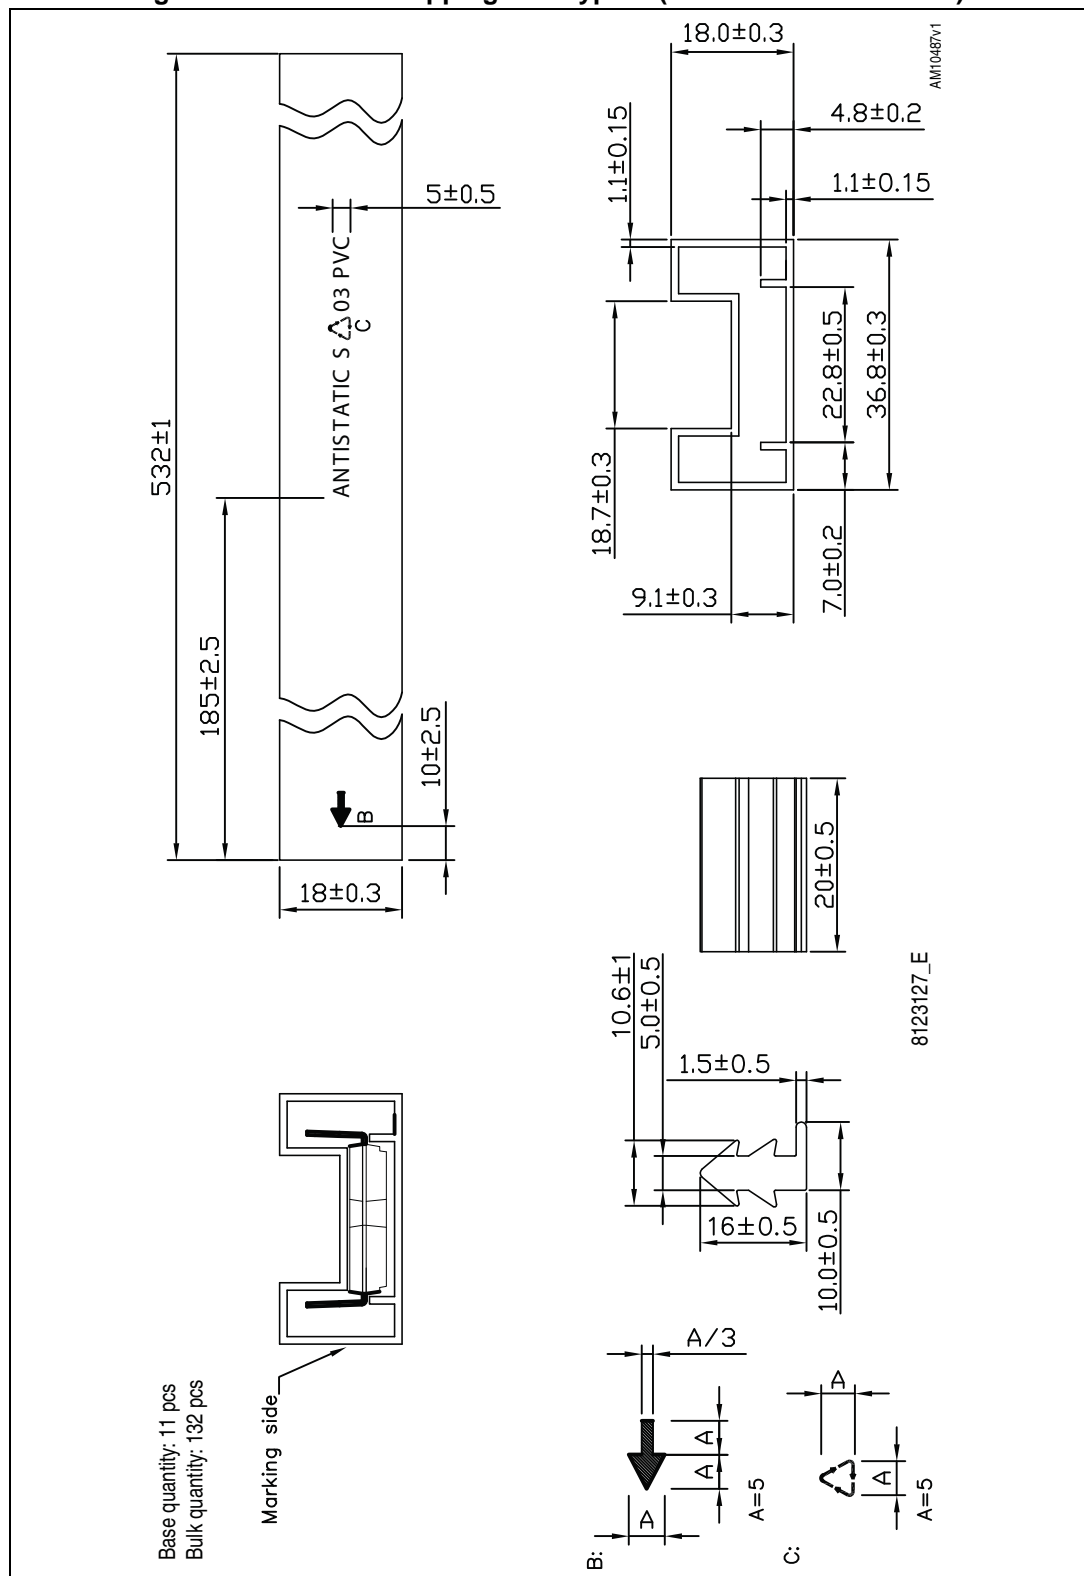 18.0±0.3
AM10487v1
4.8±0.2
1.1±0.15
1.1±0.15
5±0.5
ANTISTATIC S 03 PVC
C
532±1
22.8±0.5
36.8±0.3
18.7±0.3
7.0±0.2
9.1±0.3
185±2.5
10±2.5
B
18±0.3
20±0.5
10.6±1
5.0±0.5
8123127_E
1.5±0.5
16±0.5
10.0±0.5
Base quantity: 11 pcs
Bulk quantity: 132 pcs
Marking side
A/3
A
A
A
A=5
B:
A
A
A=5
C: